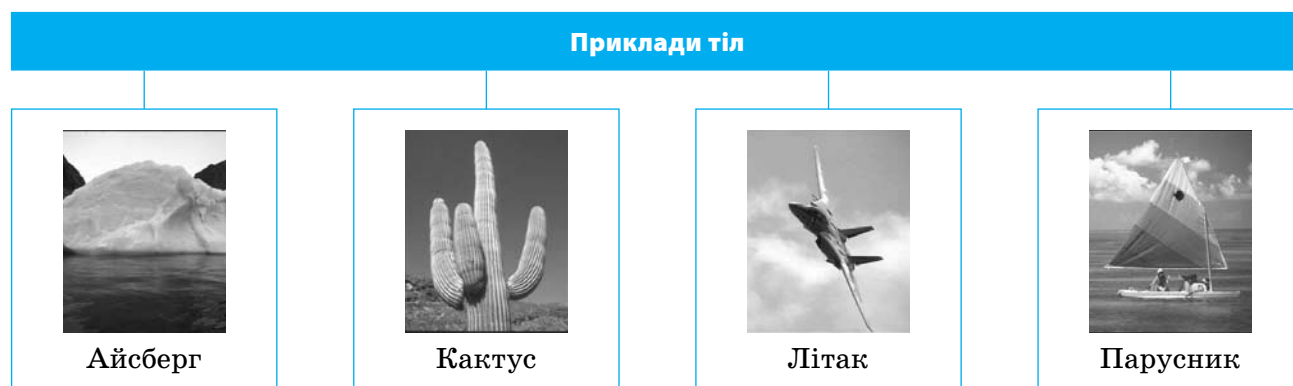 Приклади тіл
Айсберг
Кактус
Літак
Парусник